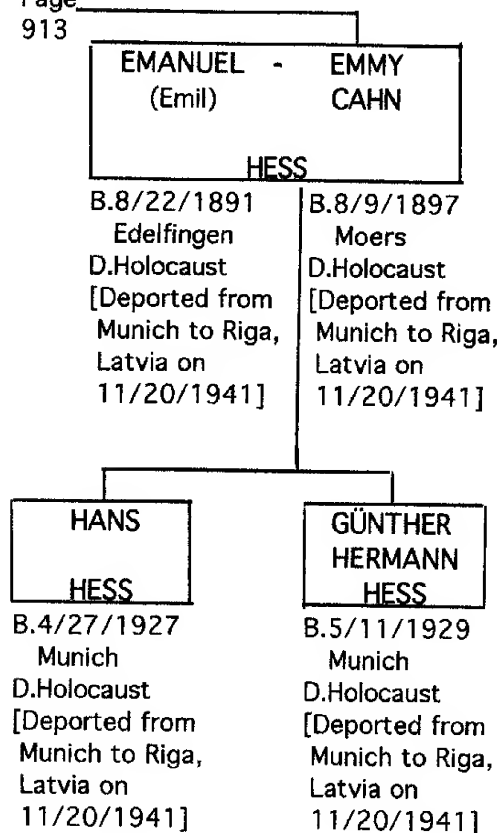 Page
913
EMANUEL - EMMY
(Emil) CAHN
HESS
B.8/22/1891
Edelfingen
D.Holocaust
[Deported from
Munich to Riga,
Latvia on
11/20/1941]
B.8/9/1897
Moers
D.Holocaust
[Deported from
Munich to Riga,
Latvia on
11/20/1941]
HANS
HESS
B.4/27/1927
Munich
D.Holocaust
[Deported from
Munich to Riga,
Latvia on
11/20/1941]
GÜNTHER
HERMANN
HESS
B.5/11/1929
Munich
D.Holocaust
[Deported from
Munich to Riga,
Latvia on
11/20/1941]